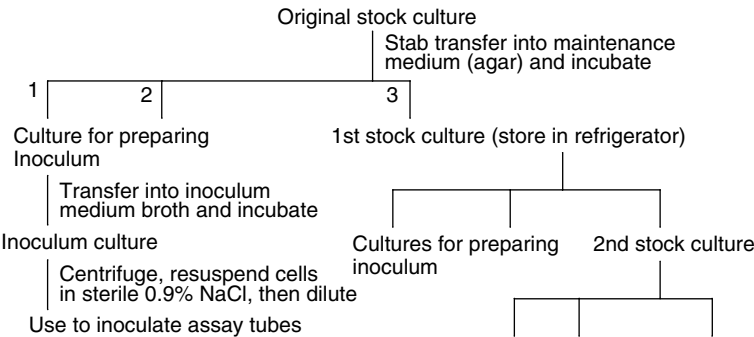 Original stock culture
Stab transfer into maintenance
medium (agar) and incubate
1
2
3
Culture for preparing
Inoculum
1st stock culture (store in refrigerator)
Transfer into inoculum
medium broth and incubate
Inoculum culture
Cultures for preparing
inoculum
2nd stock culture
Centrifuge, resuspend cells
in sterile 0.9% NaCl, then dilute
Use to inoculate assay tubes